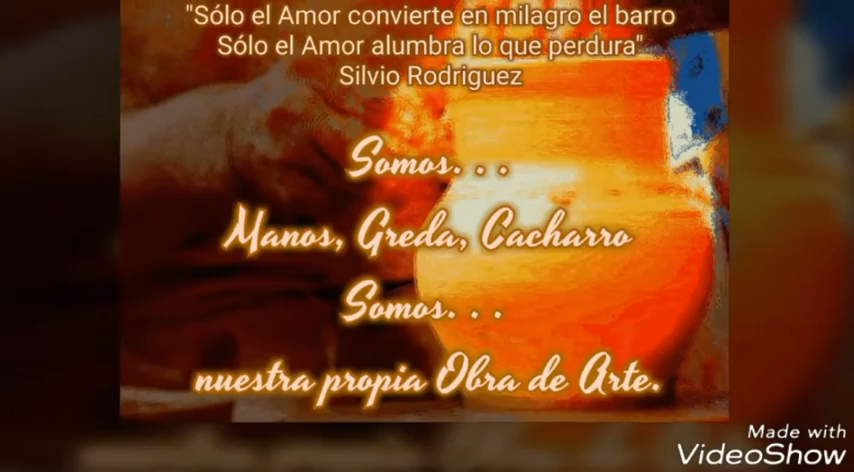 "Sólo el Amor convierte en milagro el barro
Sólo el Amor alumbra lo que perdura"
Silvio Rodriguez
Somos. . .
Manos, Greda, Cacharro
Somos. . .
nuestra propia Obra de Arte.
Made with
VideoShow